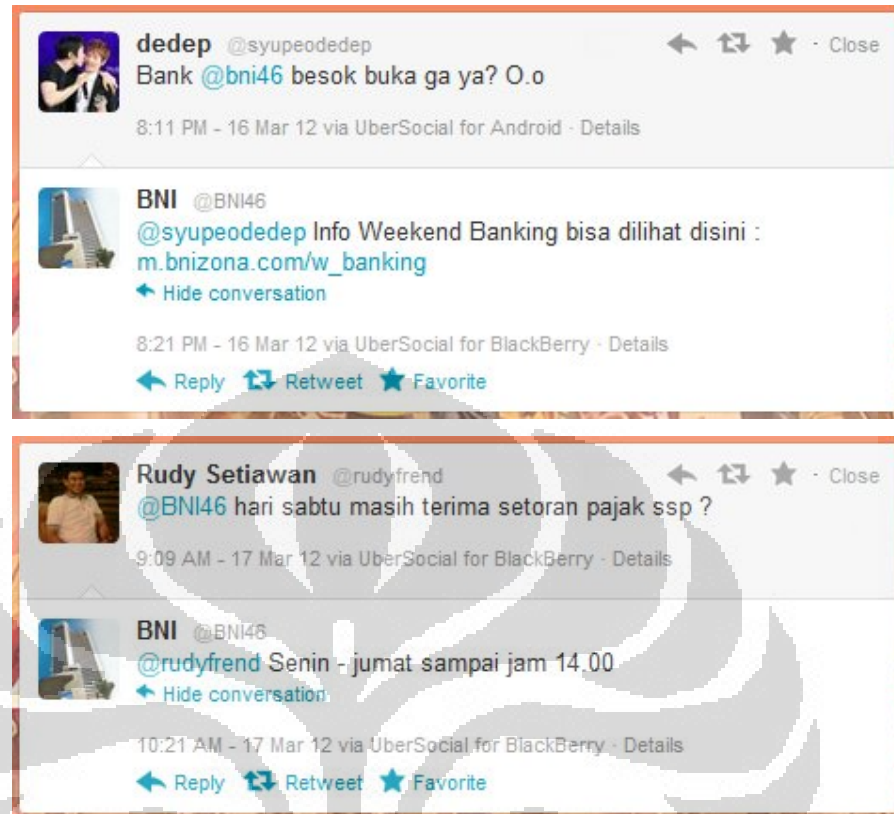 dedep @syupeodedep · Close
Bank @bni46 besok buka ga ya? O.o
8:11 PM - 16 Mar 12 via UberSocial for Android · Details
BNI @BNI46
@syupeodedep Info Weekend Banking bisa dilihat disini :
m.bnizona.com/w_banking
Hide conversation
8:21 PM - 16 Mar 12 via UberSocial for BlackBerry · Details
Reply Retweet Favorite
Rudy Setiawan @rudyfrend · Close
@BNI46 hari sabtu masih terima setoran pajak ssp ?
9:09 AM - 17 Mar 12 via UberSocial for BlackBerry · Details
BNI @BNI46
@rudyfrend Senin - jumat sampai jam 14.00
Hide conversation
10:21 AM - 17 Mar 12 via UberSocial for BlackBerry · Details
Reply Retweet Favorite